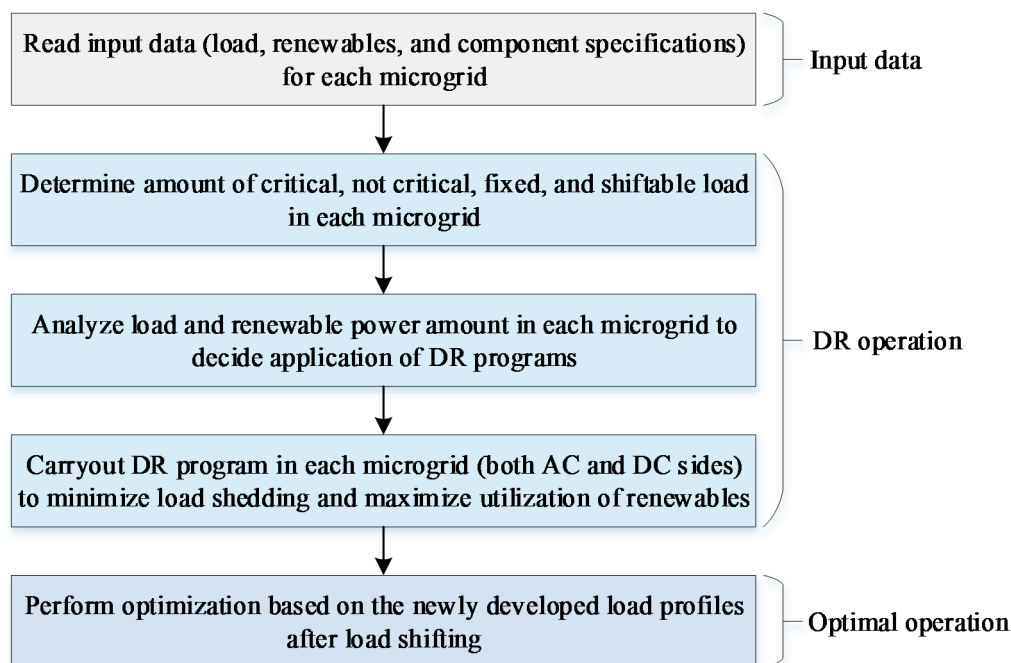 Read input data (load, renewables, and component specifications)
for each microgrid
Input data
Determine amount of critical, not critical, fixed, and shiftable load
in each microgrid
Analyze load and renewable power amount in each microgrid to
decide application of DR programs
DR operation
Carryout DR program in each microgrid (both AC and DC sides)
to minimize load shedding and maximize utilization of renewables
Perform optimization based on the newly developed load profiles
after load shifting
Optimal operation